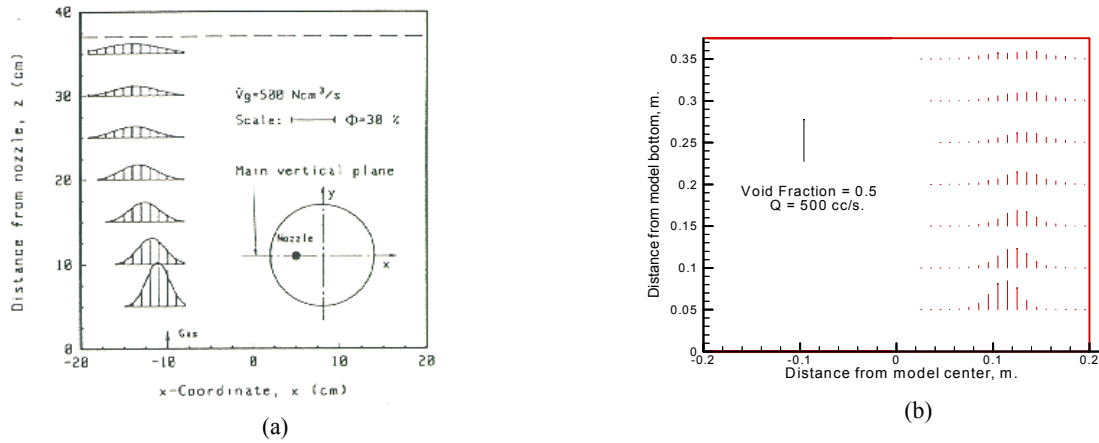 40
30
20
10
0
-20
-10
0
10
20
Distance from nozzle, z (cm)
x-Coordinate, x (cm)
V̇g=500 Ncm³/s
Scale: Φ=30 %
Main vertical plane
y
Nozzle
x
Gas
(a)
0.35
0.3
0.25
0.2
0.15
0.1
0.05
0
-0.2
-0.1
0
0.1
0.2
Distance from model bottom, m.
Void Fraction = 0.5
Q = 500 cc/s.
Distance from model center, m.
(b)